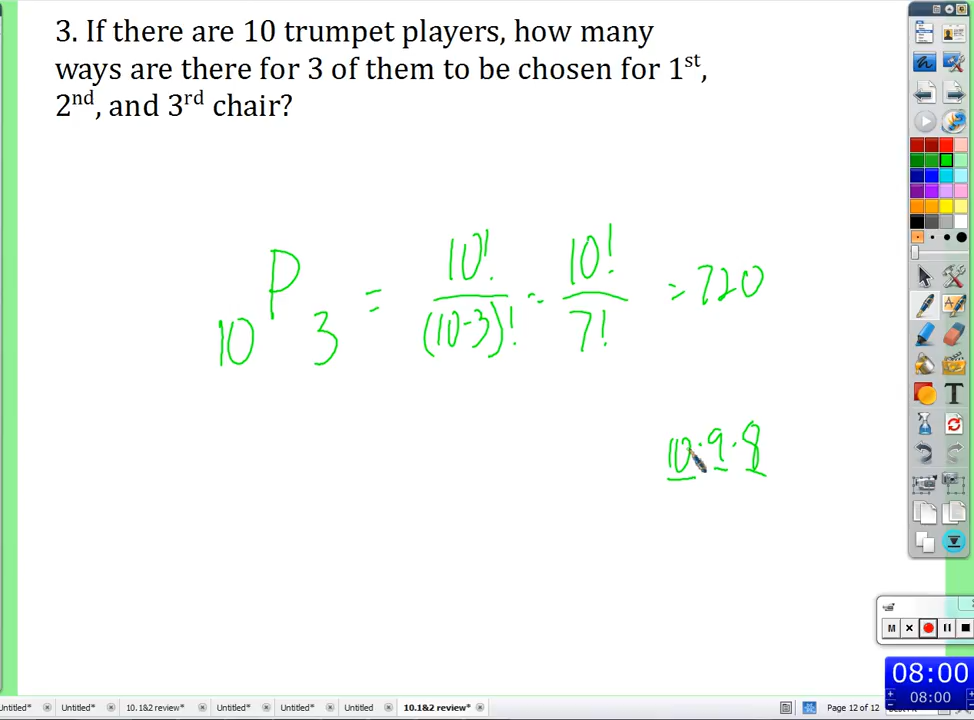 3. If there are 10 trumpet players, how many
ways are there for 3 of them to be chosen for 1st,
2nd, and 3rd chair?
10 P 3 = 10! / (10-3)! = 10! / 7! = 720
10 · 9 · 8
T
M
08:00
08:00
Untitled* Untitled* 10.1&2 review* Untitled* Untitled* Untitled 10.1&2 review* Page 12 of 12